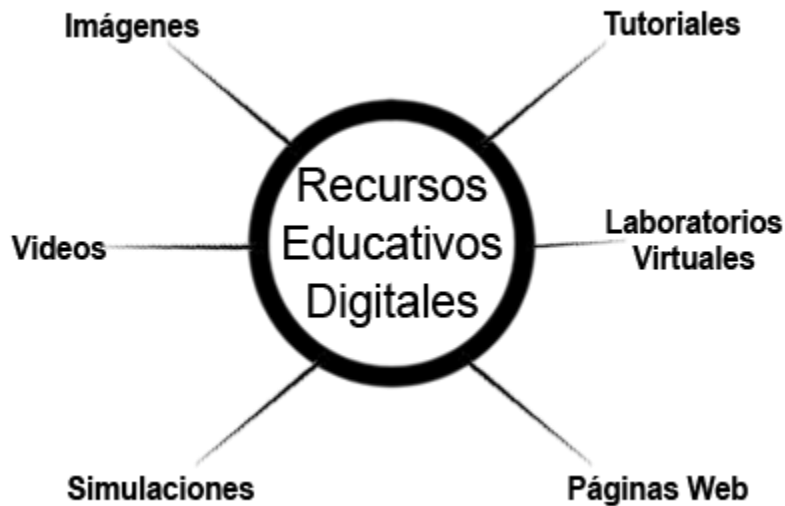 Imágenes
Tutoriales
Recursos
Educativos
Digitales
Videos
Laboratorios
Virtuales
Simulaciones
Páginas Web